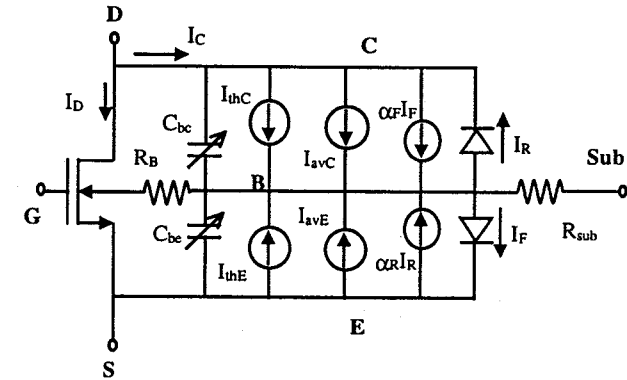 D
I_C
C
I_D
C_bc
I_thC
α_F I_F
I_avC
I_R
R_B
B
Sub
G
C_be
I_avE
I_thE
α_R I_R
I_F
R_sub
E
S